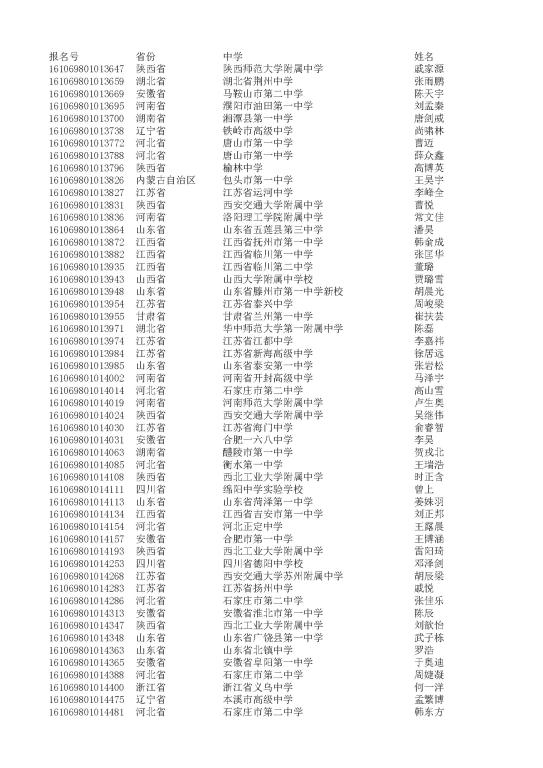 报名号 省份 中学 姓名
161069801013647 陕西省 陕西师范大学附属中学 戚家源
161069801013659 湖北省 湖北省荆州中学 张雨鹏
161069801013669 安徽省 马鞍山市第二中学 陈天宇
161069801013695 河南省 濮阳市油田第一中学 刘孟秦
161069801013700 湖南省 湘潭县第一中学 唐剑威
161069801013738 辽宁省 铁岭市高级中学 尚啸林
161069801013772 河北省 唐山市第一中学 曹迈
161069801013788 河北省 唐山市第一中学 薛众鑫
161069801013796 陕西省 榆林中学 高博英
161069801013826 内蒙古自治区 包头市第一中学 王昊宇
161069801013827 江苏省 江苏省运河中学 李峰全
161069801013831 陕西省 西安交通大学附属中学 曹悦
161069801013836 河南省 洛阳理工学院附属中学 常文佳
161069801013864 山东省 山东省五莲县第三中学 潘昊
161069801013872 江西省 江西省抚州市第一中学 韩俞成
161069801013882 江西省 江西省临川第一中学 张匡华
161069801013935 江西省 江西省临川第二中学 董璐
161069801013943 山西省 山西大学附属中学校 贾璐雪
161069801013948 山东省 山东省滕州市第一中学新校 胡晨光
161069801013954 江苏省 江苏省泰兴中学 周峻梁
161069801013955 甘肃省 甘肃省兰州第一中学 崔扶芸
161069801013971 湖北省 华中师范大学第一附属中学 陈磊
161069801013974 江苏省 江苏省江都中学 李嘉祎
161069801013984 江苏省 江苏省新海高级中学 徐居远
161069801013985 山东省 山东省泰安第一中学 张岩松
161069801014002 河南省 河南省开封高级中学 马泽宇
161069801014014 河北省 石家庄市第二中学 高山雪
161069801014019 河南省 河南师范大学附属中学 卢生奥
161069801014024 陕西省 西安交通大学附属中学 吴继伟
161069801014030 江苏省 江苏省海门中学 俞睿智
161069801014031 安徽省 合肥一六八中学 李昊
161069801014063 湖南省 醴陵市第一中学 贺戎北
161069801014085 河北省 衡水第一中学 王瑞浩
161069801014108 陕西省 西北工业大学附属中学 时正含
161069801014111 四川省 绵阳中学实验学校 曾上
161069801014113 山东省 山东省菏泽第一中学 姜姝羽
161069801014134 江西省 江西省吉安市第一中学 刘正邦
161069801014154 河北省 河北正定中学 王露晨
161069801014157 安徽省 合肥市第一中学 王博涵
161069801014193 陕西省 西北工业大学附属中学 雷阳琦
161069801014253 四川省 四川省德阳中学校 邓泽剑
161069801014268 江苏省 西安交通大学苏州附属中学 胡辰梁
161069801014283 江苏省 江苏省扬州中学 戚悦
161069801014286 河北省 石家庄市第二中学 张佳乐
161069801014313 安徽省 安徽省淮北市第一中学 陈辰
161069801014347 陕西省 西北工业大学附属中学 刘歆怡
161069801014348 山东省 山东省广饶县第一中学 武子栋
161069801014363 山东省 山东省北镇中学 罗浩
161069801014365 安徽省 安徽省阜阳第一中学 于奥迪
161069801014388 河北省 石家庄市第二中学 周婕凝
161069801014400 浙江省 浙江省义乌中学 何一洋
161069801014475 辽宁省 本溪市高级中学 孟繁博
161069801014481 河北省 石家庄市第二中学 韩东方